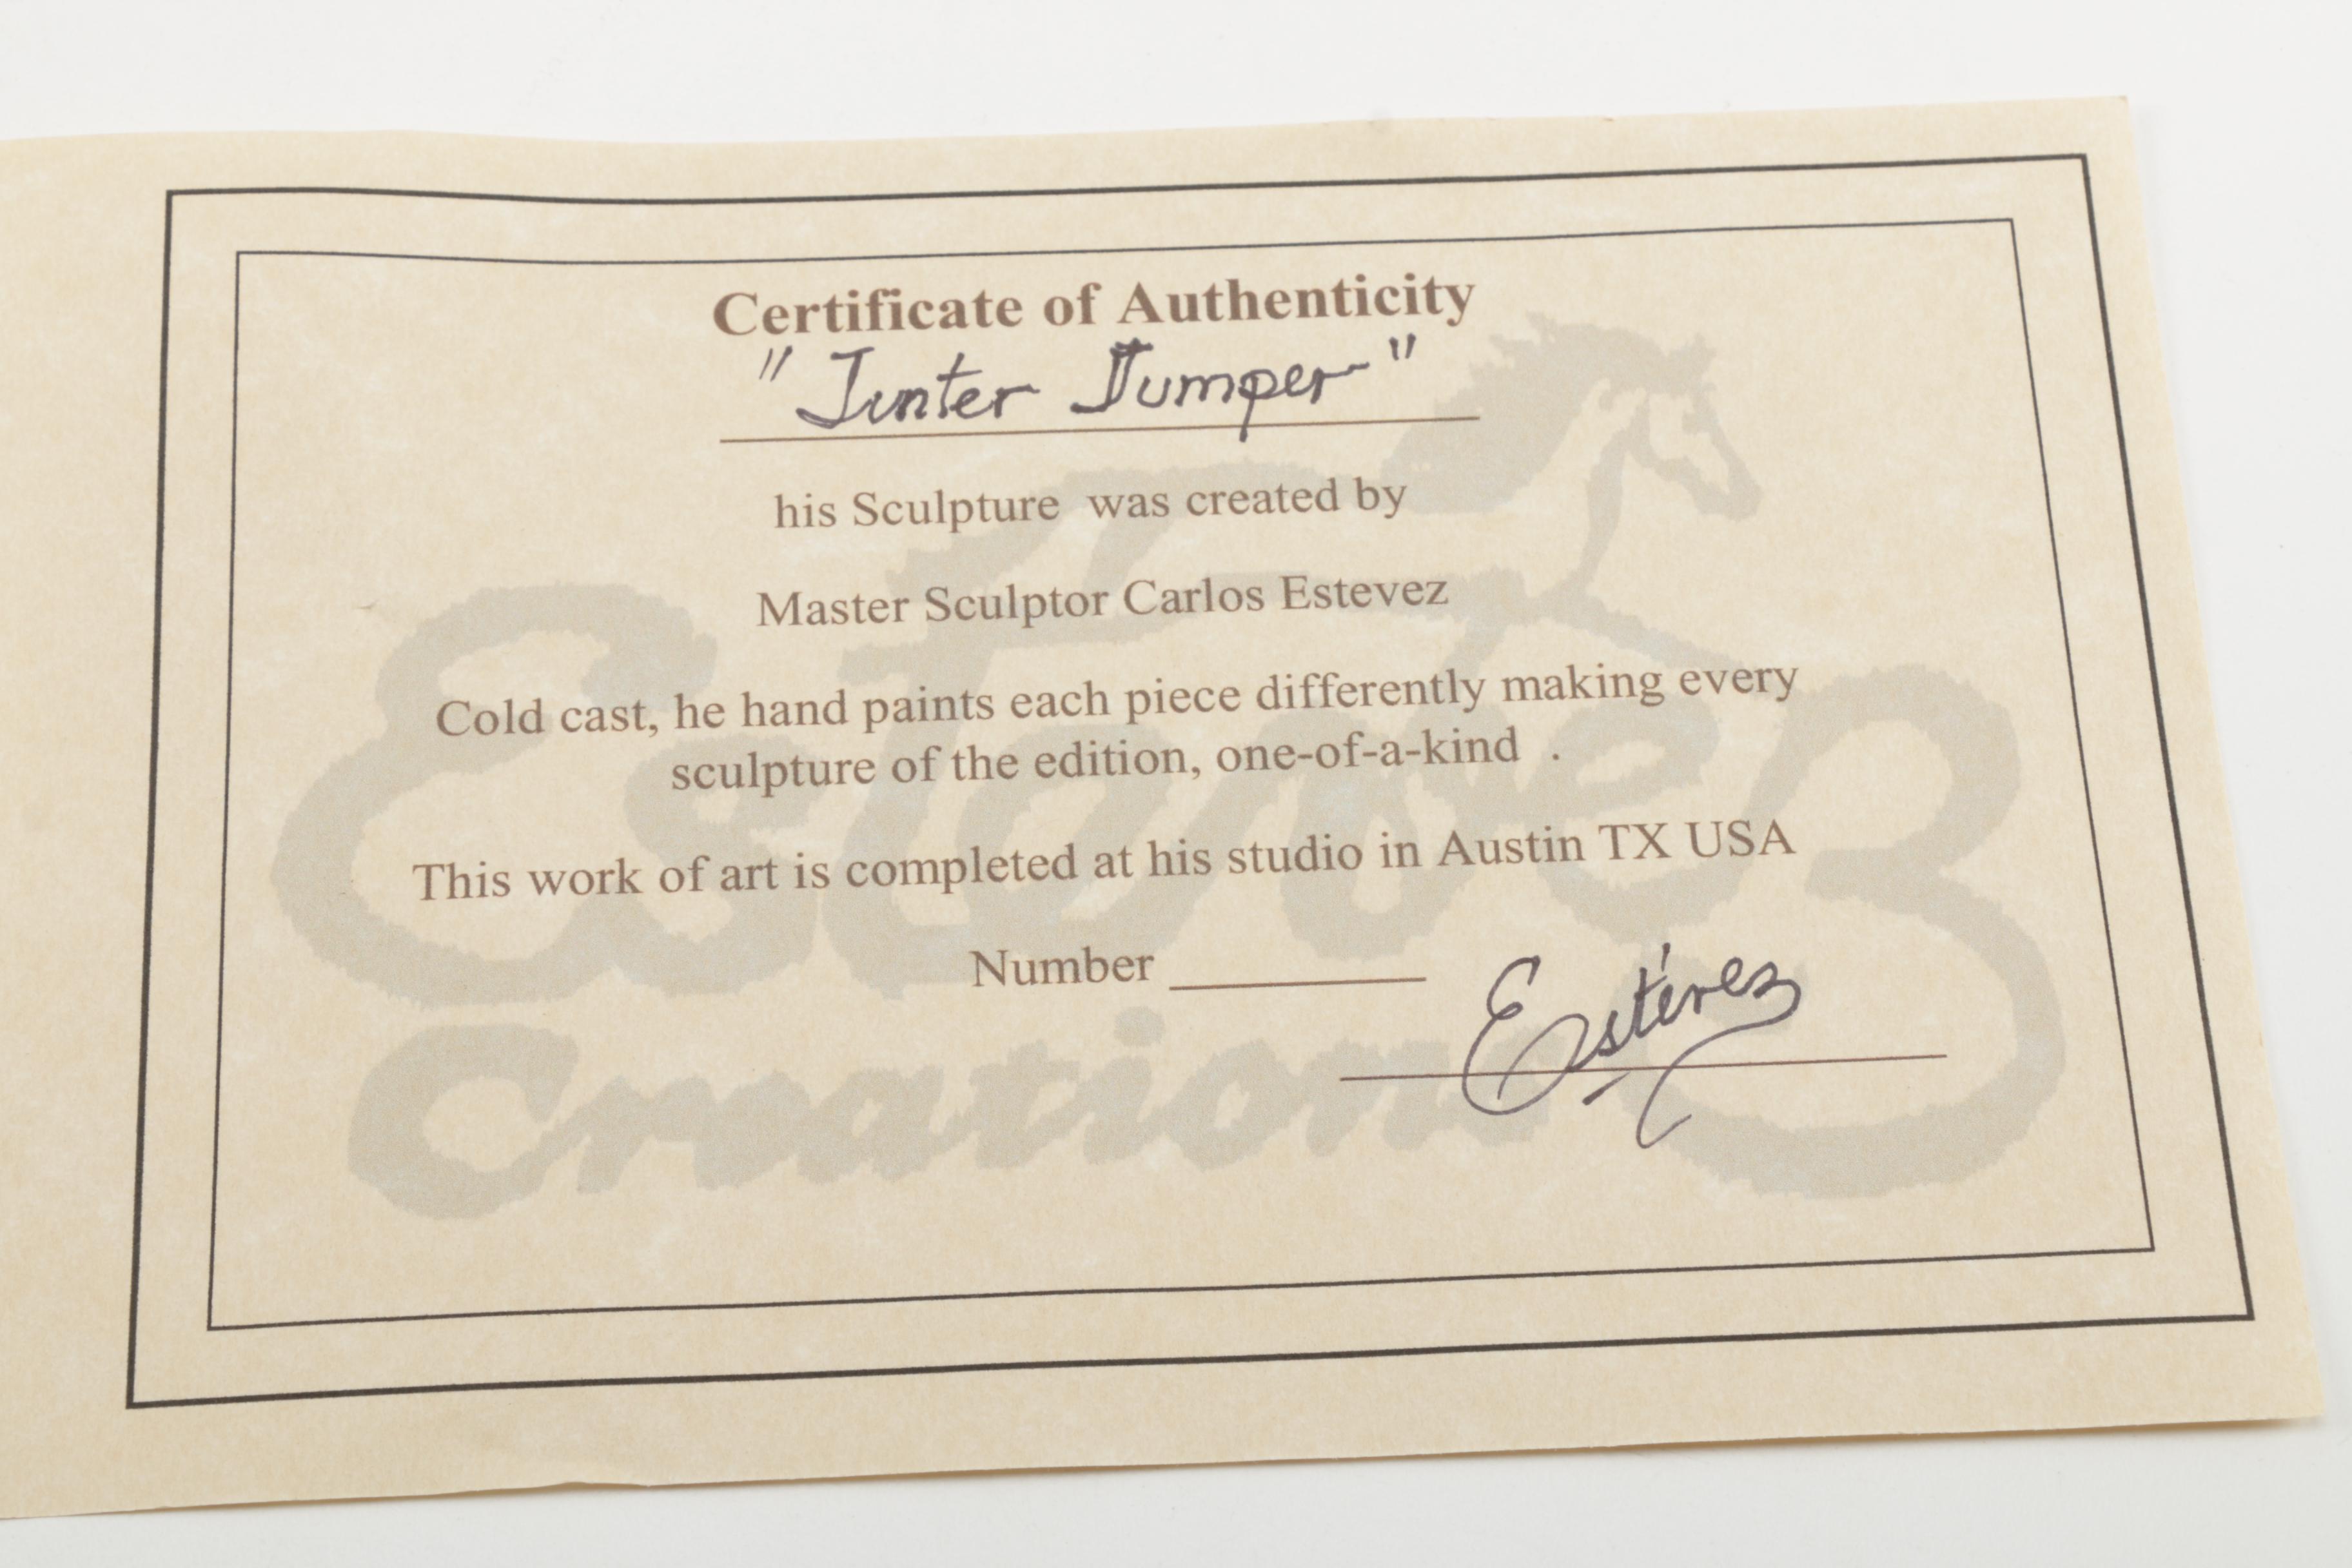 Certificate of Authenticity
"Junter Jumper"
his Sculpture was created by
Master Sculptor Carlos Estevez
Cold cast, he hand paints each piece differently making every
sculpture of the edition, one-of-a-kind .
This work of art is completed at his studio in Austin TX USA
Number
Estévez
Estevez
Creations